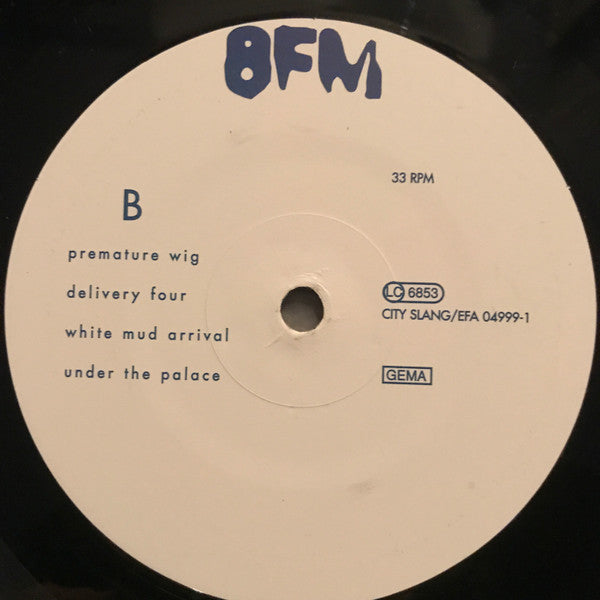 8FM
33 RPM
B
premature wig
delivery four
white mud arrival
under the palace
LC 6853
CITY SLANG/EFA 04999-1
GEMA